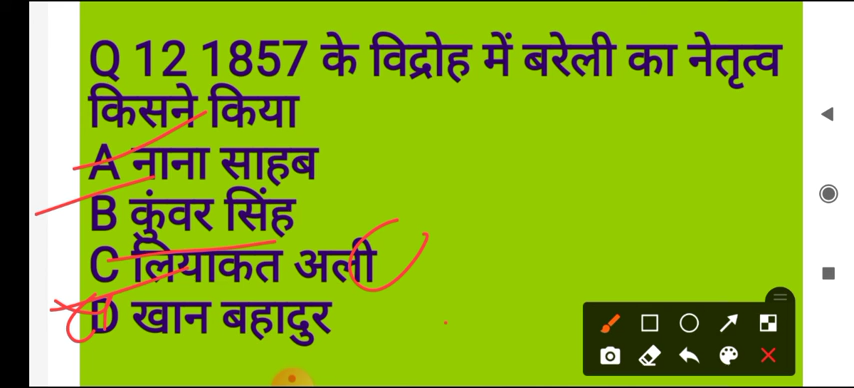 Q 12 1857 के विद्रोह में बरेली का नेतृत्व
किसने किया
A नाना साहब
B कुंवर सिंह
C लियाकत अली
D खान बहादुर